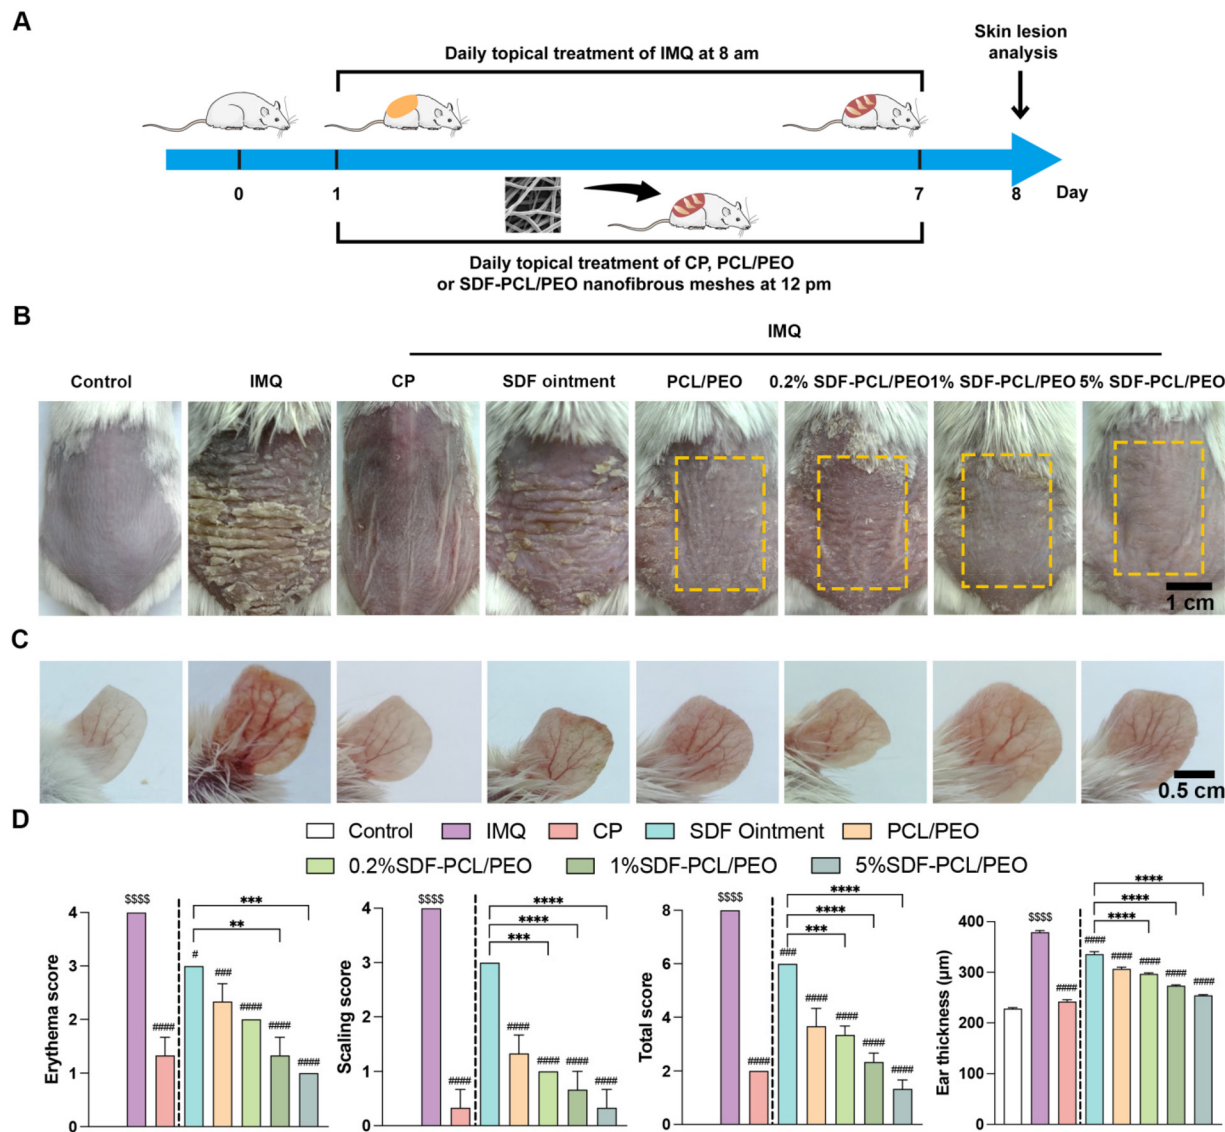 A
Daily topical treatment of IMQ at 8 am
Skin lesion
analysis
0
1
7
8
Day
Daily topical treatment of CP, PCL/PEO
or SDF-PCL/PEO nanofibrous meshes at 12 pm
B
IMQ
Control
IMQ
CP
SDF ointment
PCL/PEO
0.2% SDF-PCL/PEO
1% SDF-PCL/PEO
5% SDF-PCL/PEO
1 cm
C
0.5 cm
D
Control
IMQ
CP
SDF Ointment
PCL/PEO
0.2%SDF-PCL/PEO
1%SDF-PCL/PEO
5%SDF-PCL/PEO
Erythema score
4
3
2
1
0
$$$$
####
#
###
####
####
####
**
***
Scaling score
4
3
2
1
0
$$$$
####
####
####
####
####
***
****
****
Total score
8
6
4
2
0
$$$$
####
###
####
####
####
####
***
****
****
Ear thickness (μm)
400
300
200
100
0
$$$$
####
####
####
####
####
####
****
****
****